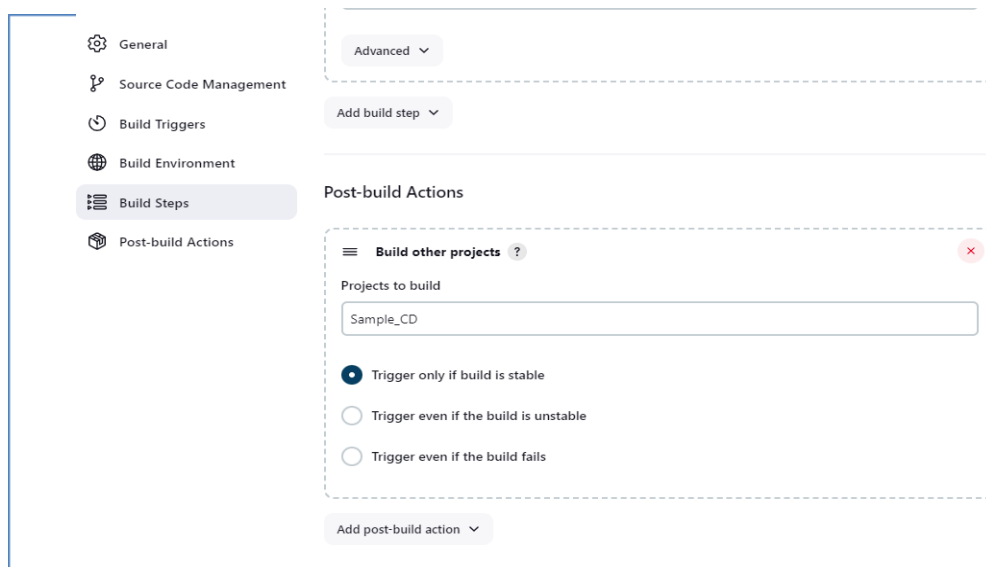 General
Source Code Management
Build Triggers
Build Environment
Build Steps
Post-build Actions
Advanced
Add build step
Post-build Actions
Build other projects ?
Projects to build
Sample_CD
Trigger only if build is stable
Trigger even if the build is unstable
Trigger even if the build fails
Add post-build action